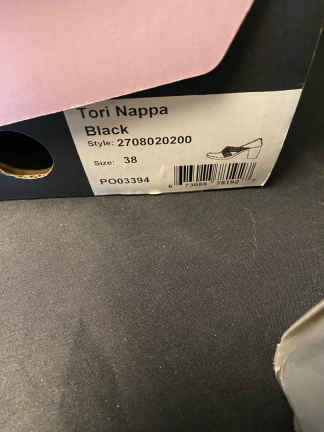 Tori Nappa
Black
Style: 2708020200
Size: 38
PO03394